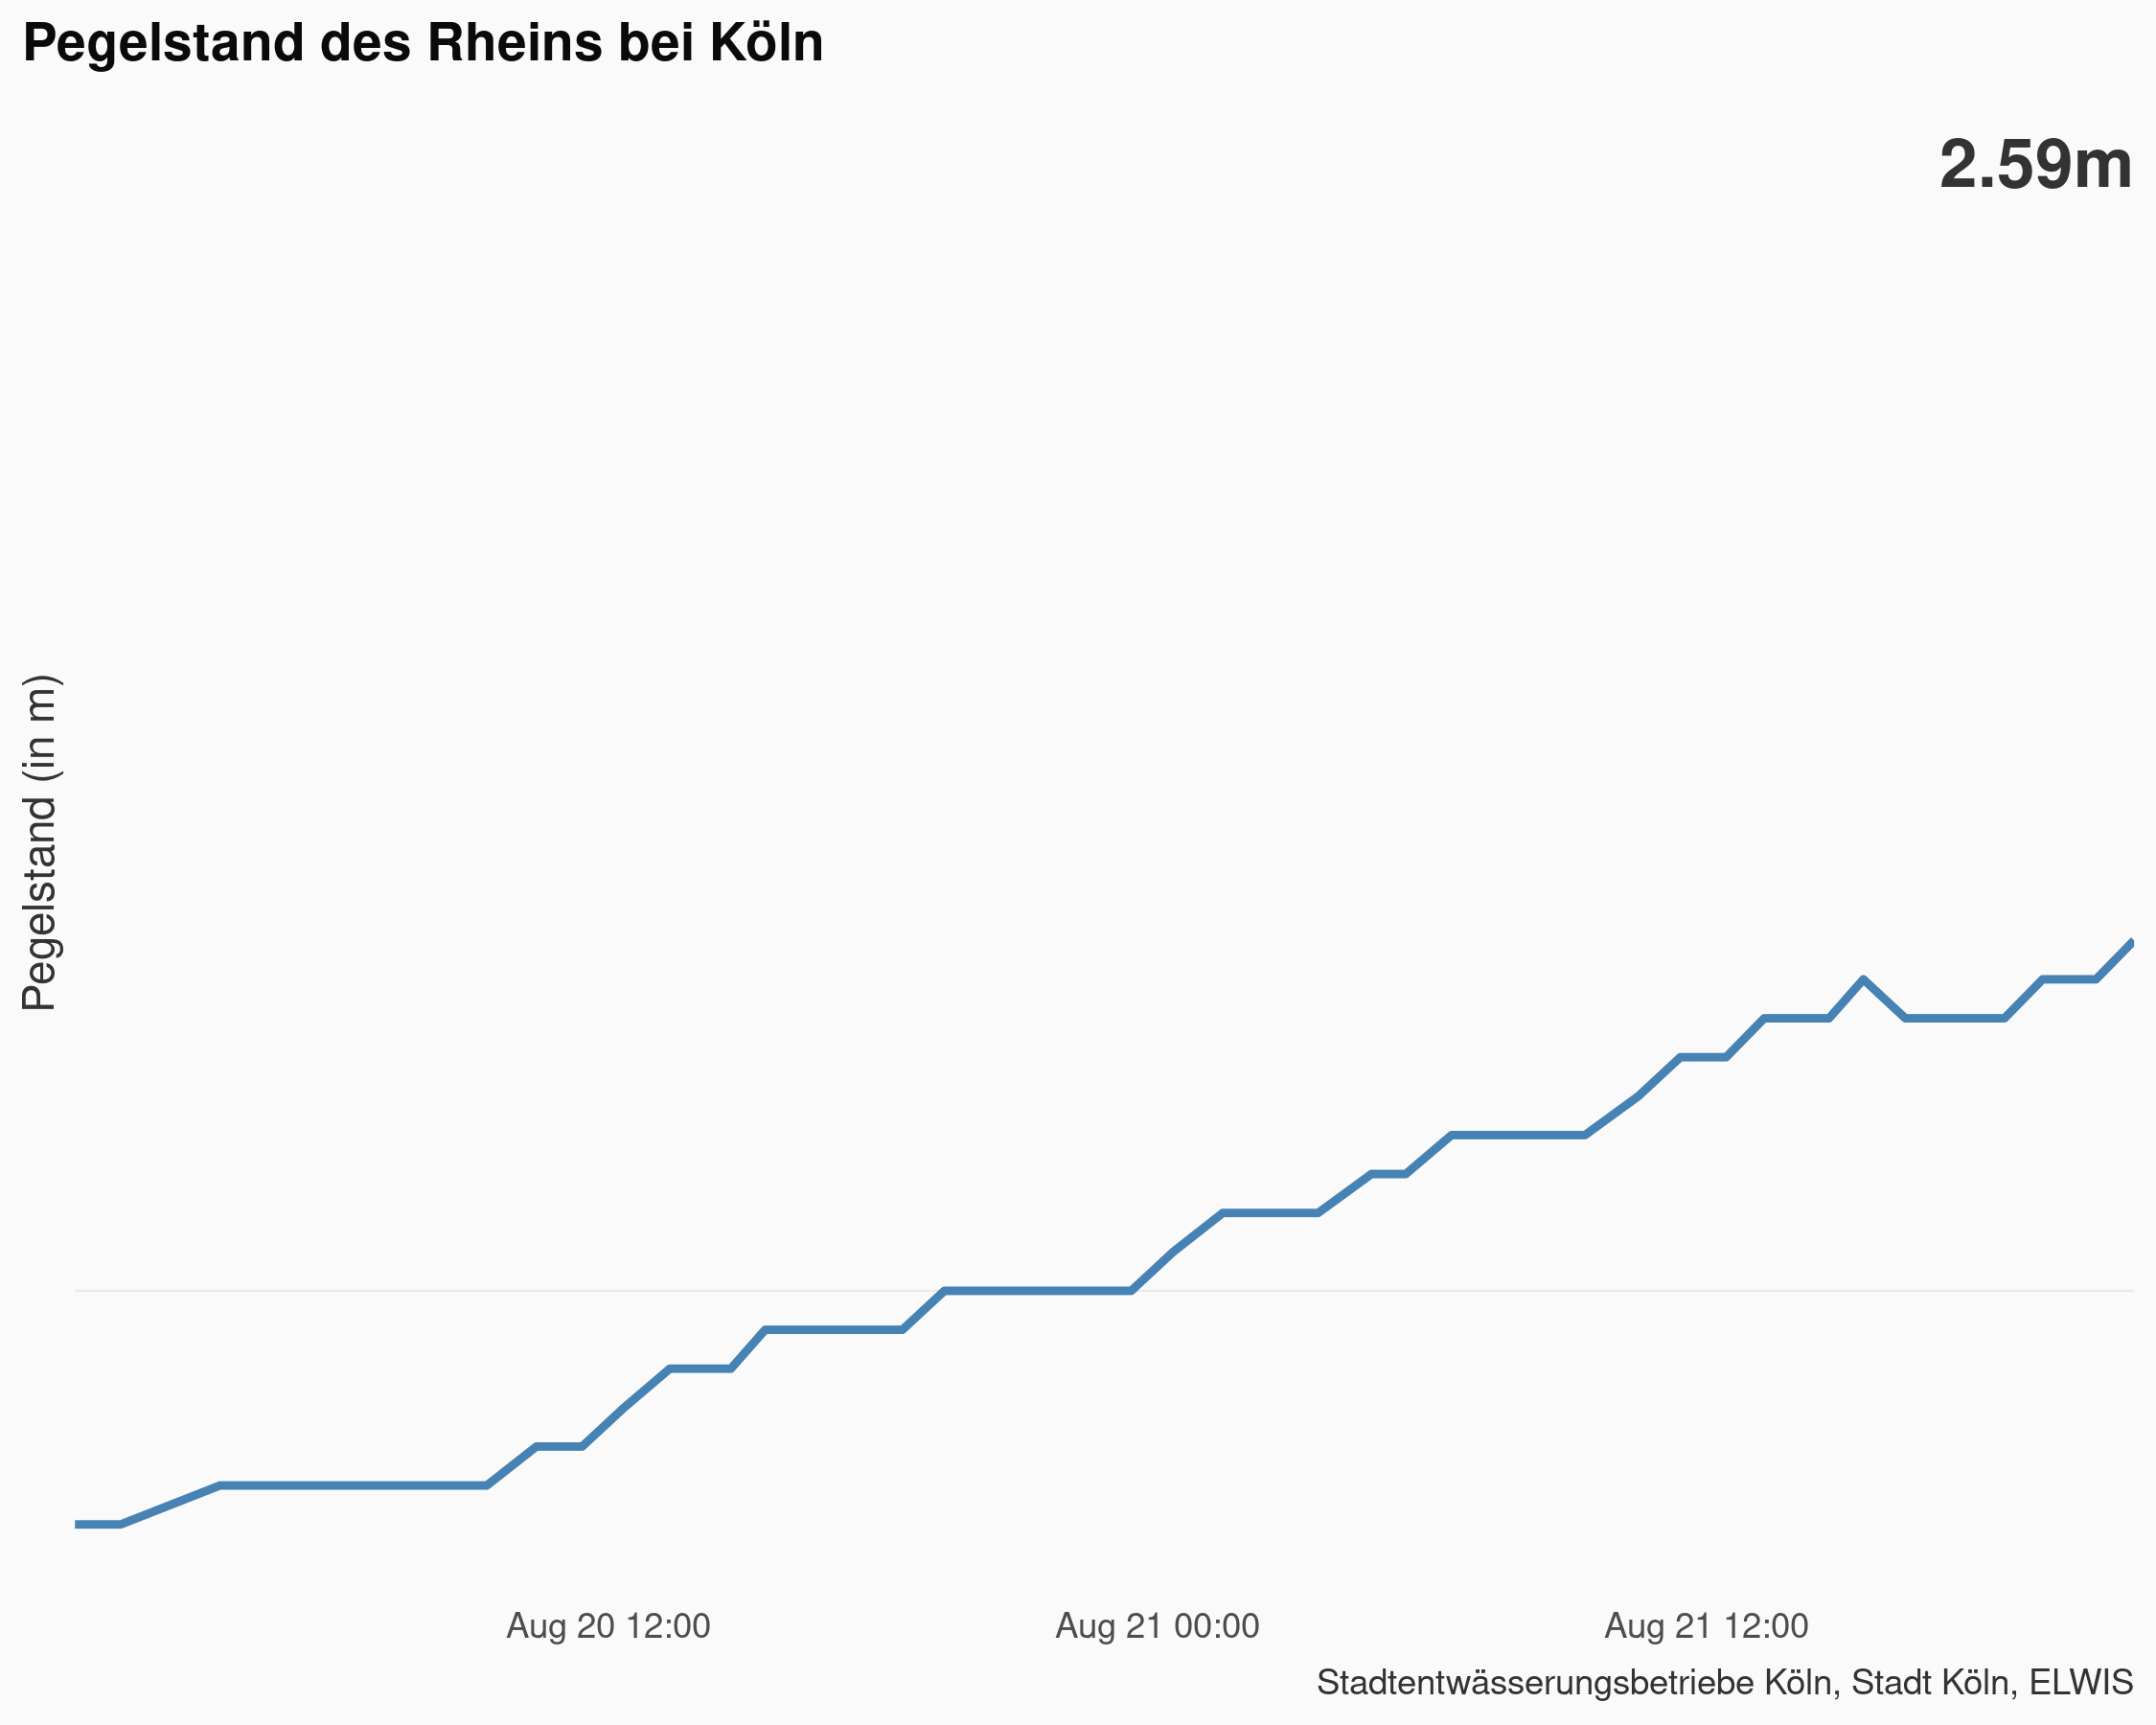 Pegelstand des Rheins bei Köln
2.59m
Pegelstand (in m)
Aug 20 12:00
Aug 21 00:00
Aug 21 12:00
Stadtentwässerungsbetriebe Köln, Stadt Köln, ELWIS